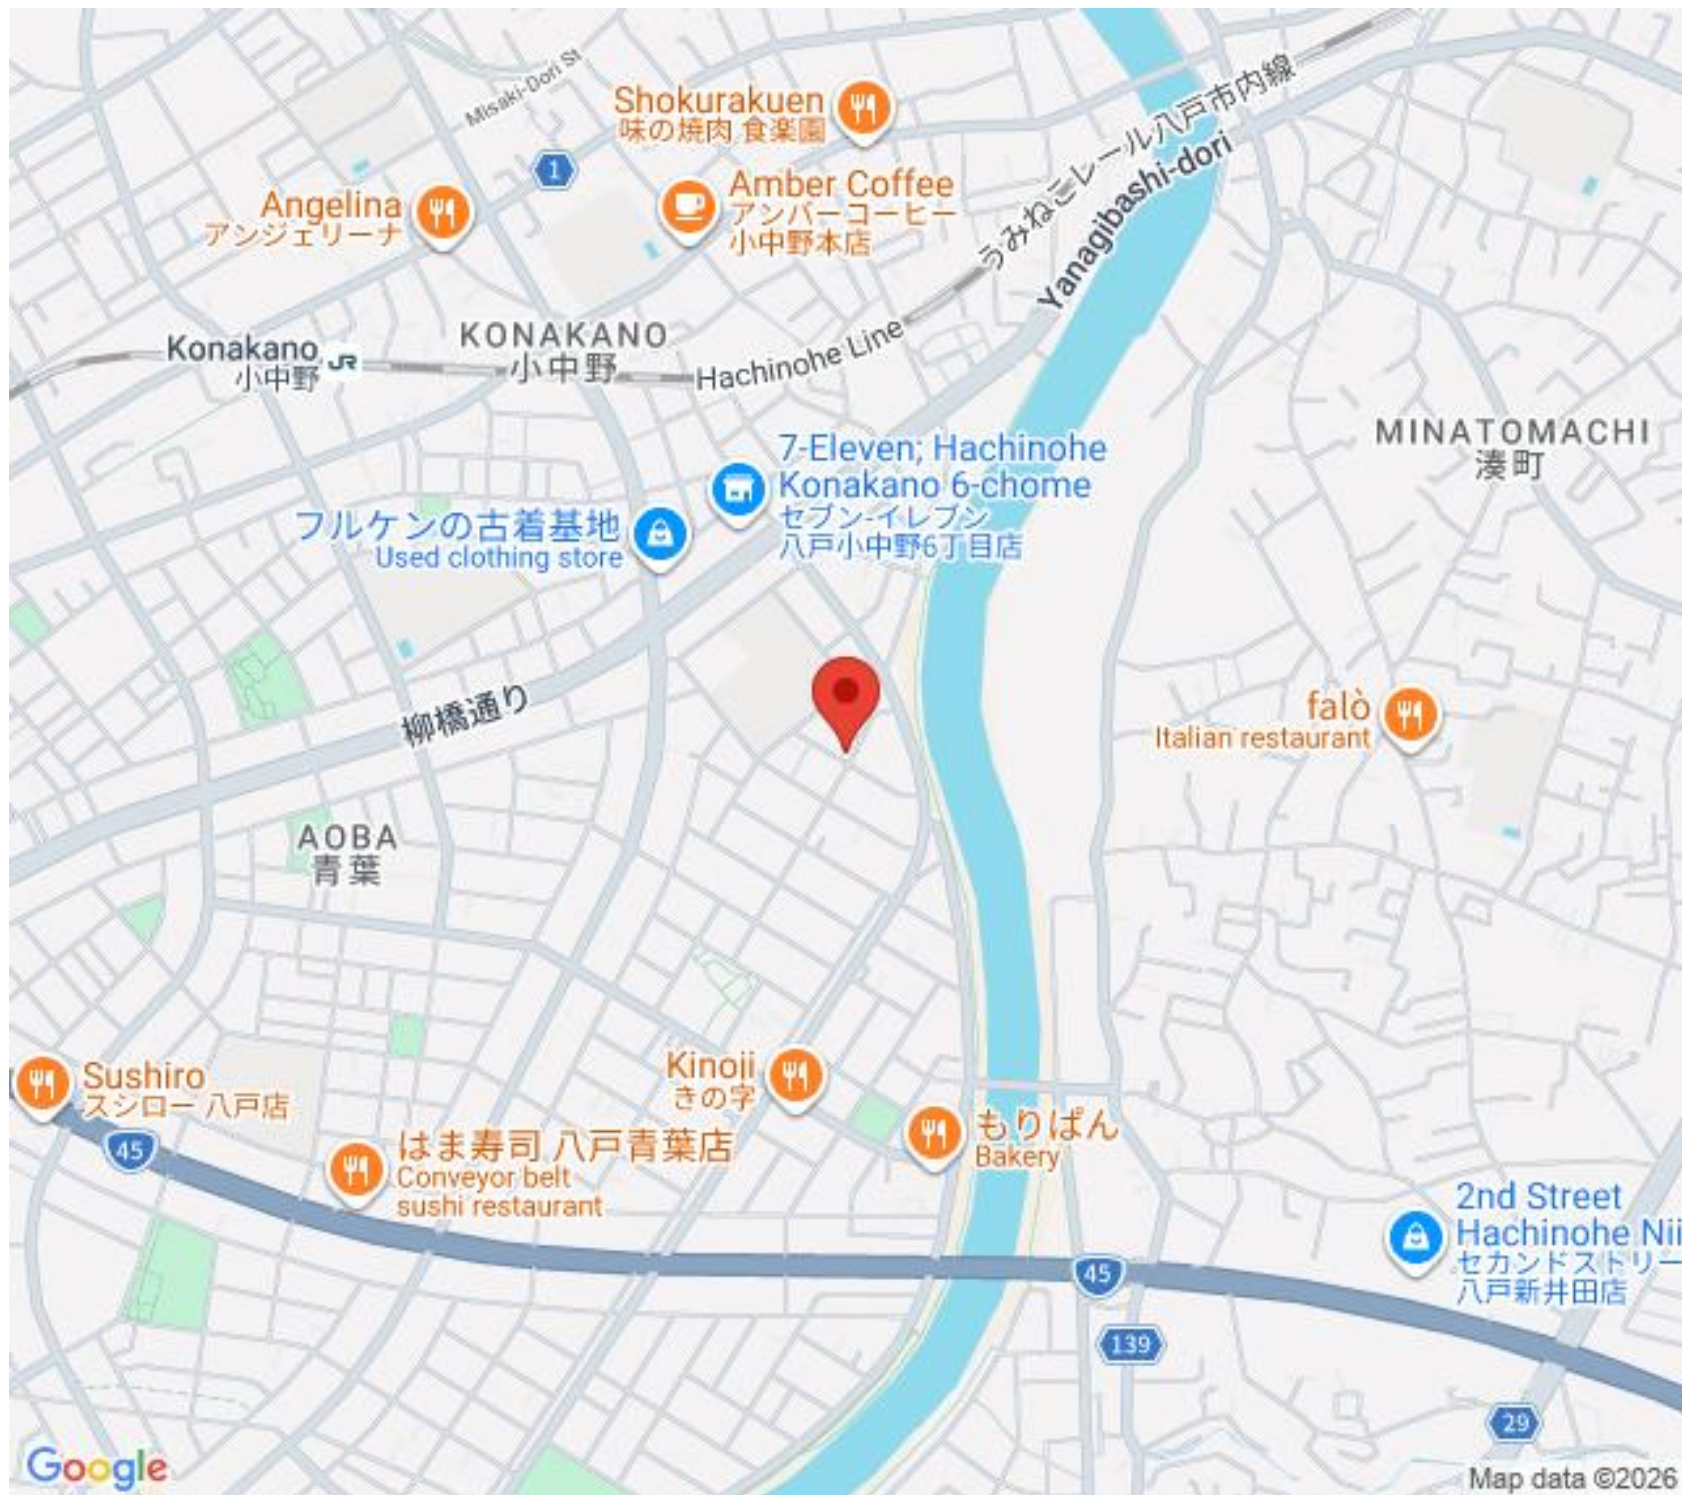 Misaki-Dori St
Shokurakuen
味の焼肉 食楽園
1
Angelina
アンジェリーナ
Amber Coffee
アンバーコーヒー
小中野本店
うみねこレール八戸市内線
Yanagibashi-dori
Konakano
小中野
JR
KONAKANO
小中野
Hachinohe Line
MINATOMACHI
湊町
7-Eleven; Hachinohe
Konakano 6-chome
セブン-イレブン
八戸小中野6丁目店
フルケンの古着基地
Used clothing store
柳橋通り
falò
Italian restaurant
AOBA
青葉
Sushiro
スシロー 八戸店
45
はま寿司 八戸青葉店
Conveyor belt
sushi restaurant
Kinoji
きの字
もりぱん
Bakery
2nd Street
Hachinohe Nii
セカンドストリー
八戸新井田店
45
139
29
Google
Map data ©2026